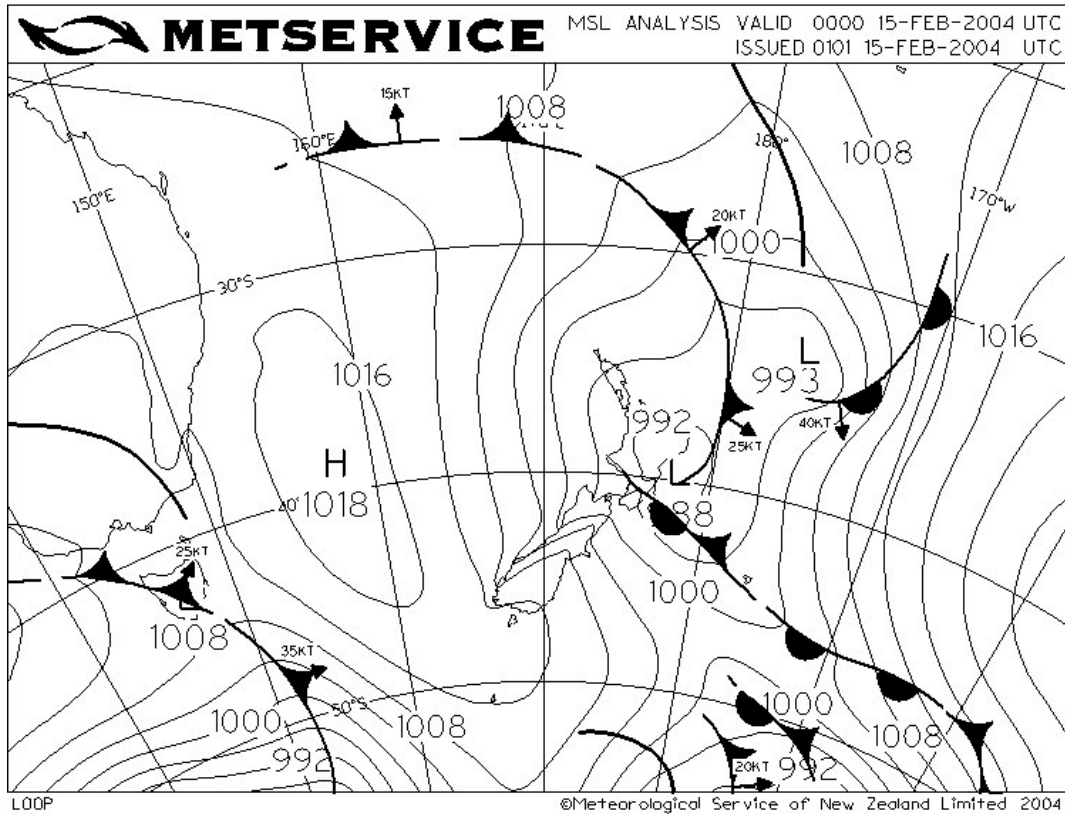 METSERVICE
MSL ANALYSIS VALID 0000 15-FEB-2004 UTC
ISSUED 0101 15-FEB-2004 UTC
15KT
1008
160°E
180°
1008
150°E
170°W
20KT
1000
30°S
1016
1016
L
993
992
40KT
25KT
H
L
40°
1018
88
25KT
1000
L
1008
35KT
1000
50°S
1008
1000
1008
992
20KT
992
LOOP
©Meteorological Service of New Zealand Limited 2004